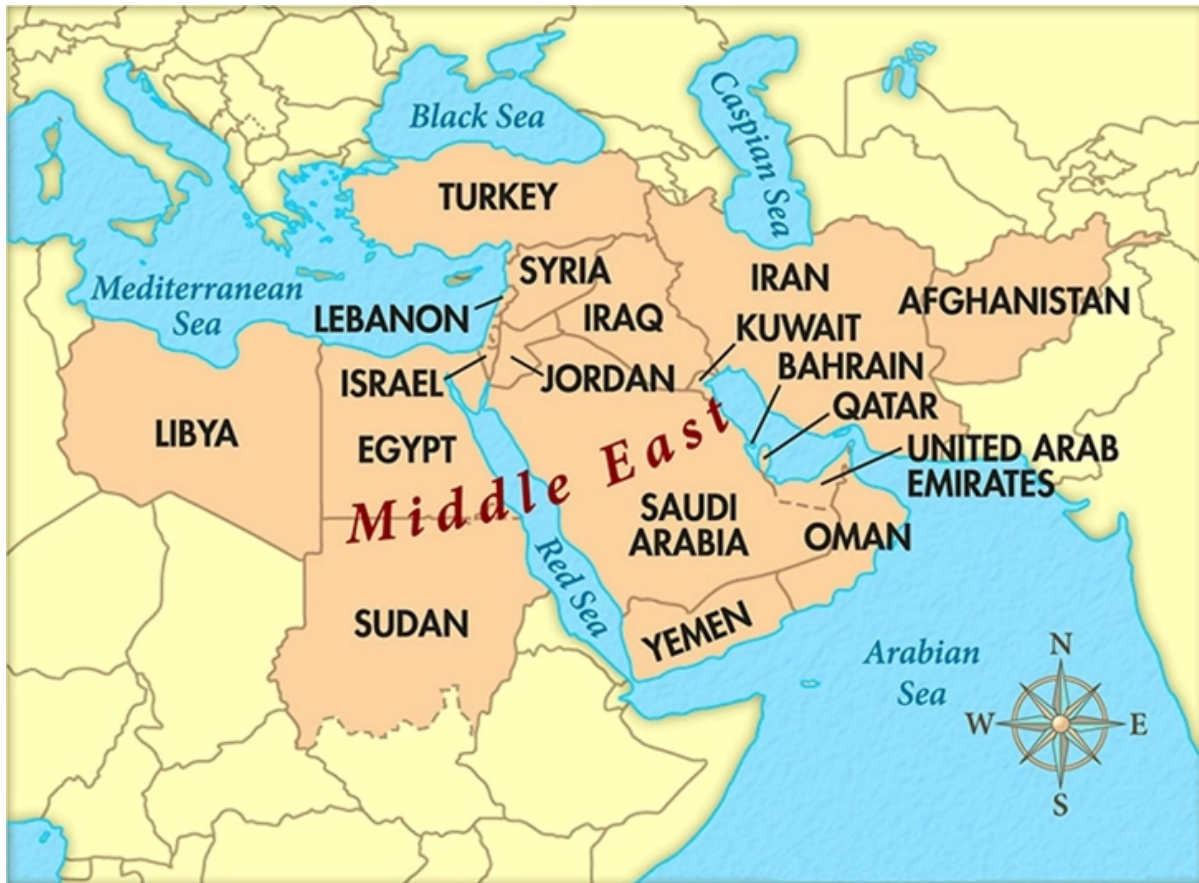 Black Sea
Caspian Sea
TURKEY
Mediterranean
Sea
SYRIA
LEBANON
IRAQ
IRAN
AFGHANISTAN
KUWAIT
BAHRAIN
ISRAEL
JORDAN
QATAR
LIBYA
EGYPT
UNITED ARAB
EMIRATES
Middle East
SAUDI
ARABIA
OMAN
Red Sea
SUDAN
YEMEN
Arabian
Sea
N
W
E
S